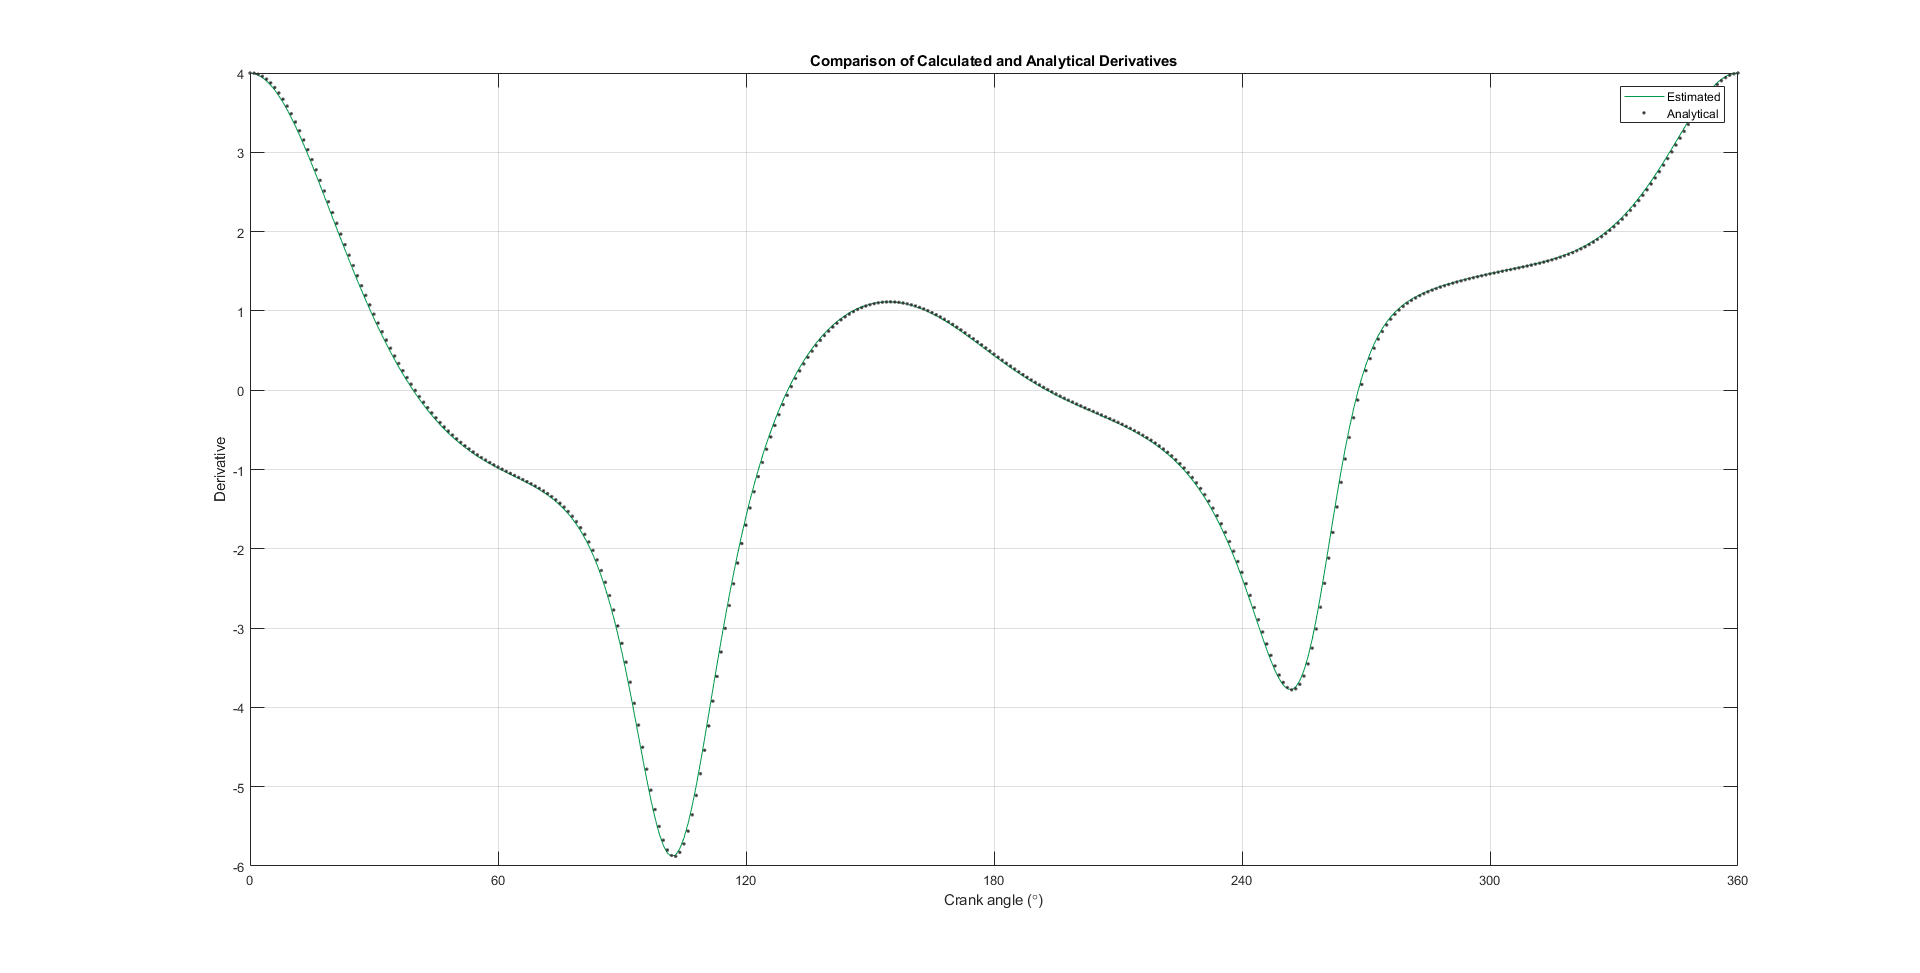 Comparison of Calculated and Analytical Derivatives
4
3
2
1
0
-1
-2
-3
-4
-5
-6
Derivative
Estimated
Analytical
0 60 120 180 240 300 360
Crank angle (°)